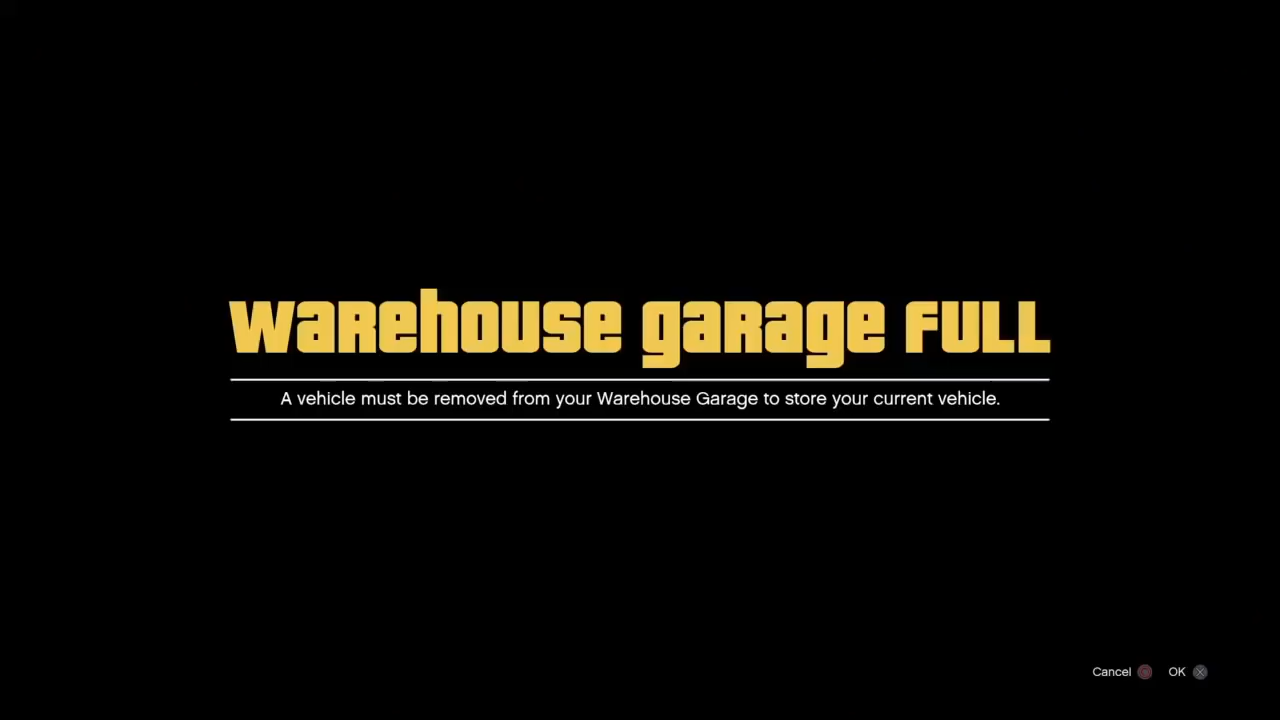 warehouse garage FULL
A vehicle must be removed from your Warehouse Garage to store your current vehicle.
Cancel OK